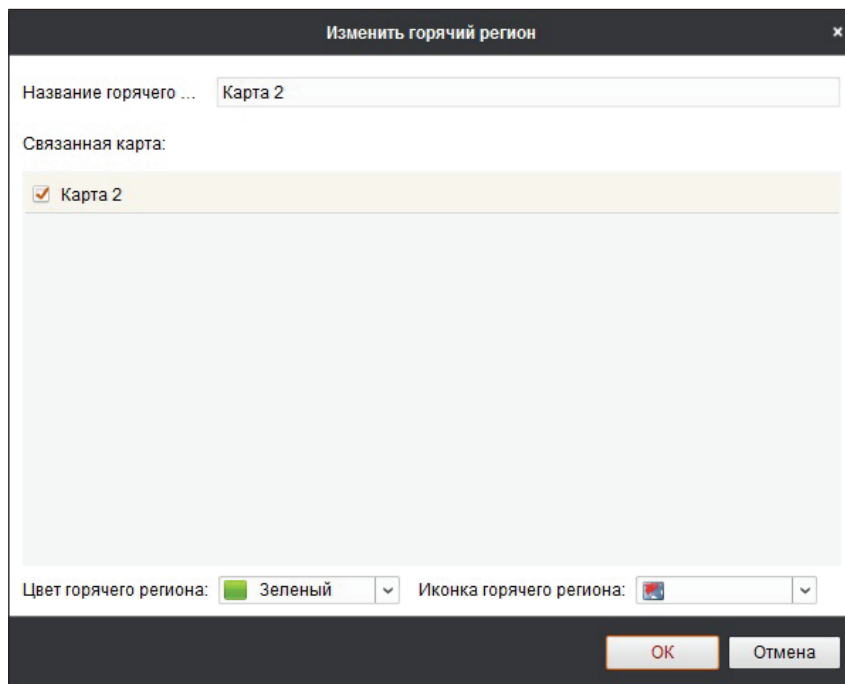 Изменить горячий регион
Название горячего ... Карта 2
Связанная карта:
Карта 2
Цвет горячего региона: Зеленый Иконка горячего региона:
ОК Отмена